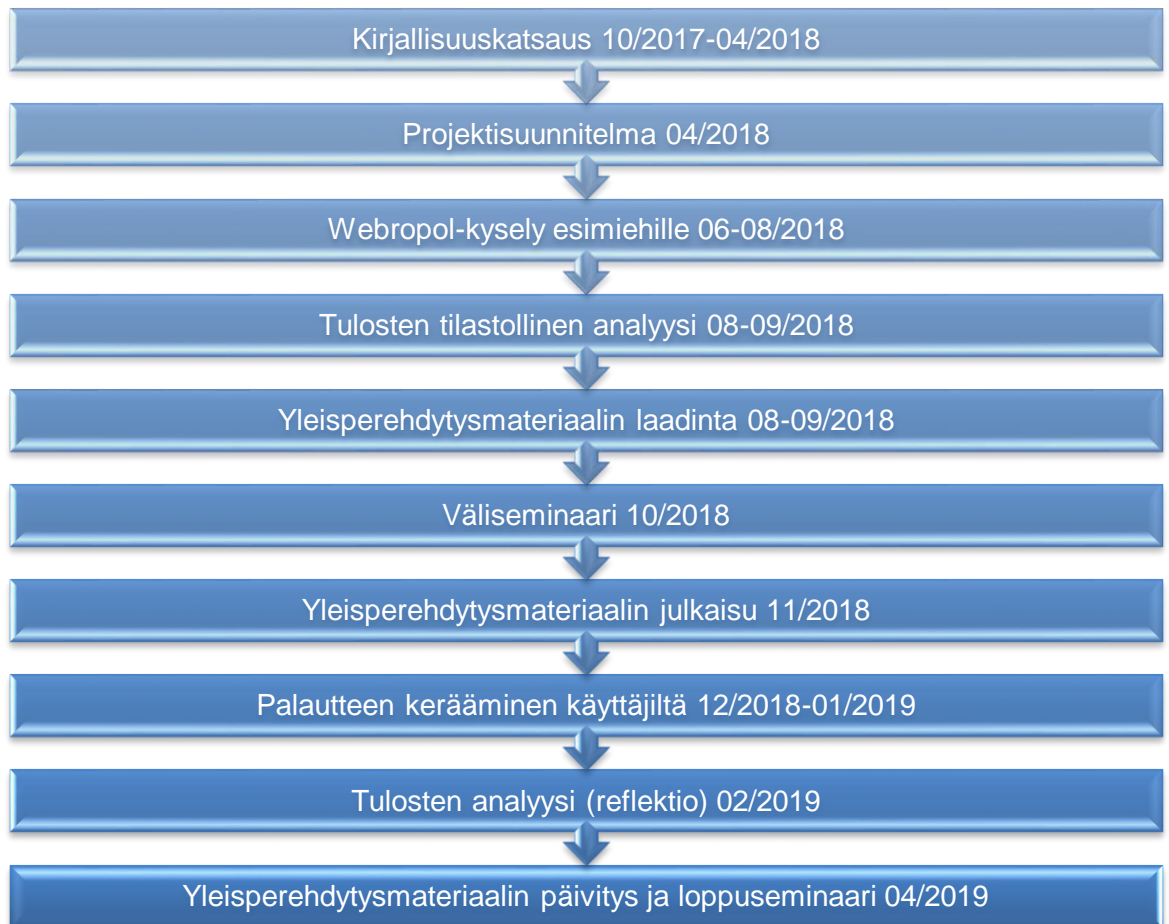 Kirjallisuuskatsaus 10/2017-04/2018
Projektisuunnitelma 04/2018
Webropol-kysely esimiehille 06-08/2018
Tulosten tilastollinen analyysi 08-09/2018
Yleisperehdytysmateriaalin laadinta 08-09/2018
Väliseminaari 10/2018
Yleisperehdytysmateriaalin julkaisu 11/2018
Palautteen kerääminen käyttäjiltä 12/2018-01/2019
Tulosten analyysi (reflektio) 02/2019
Yleisperehdytysmateriaalin päivitys ja loppuseminaari 04/2019